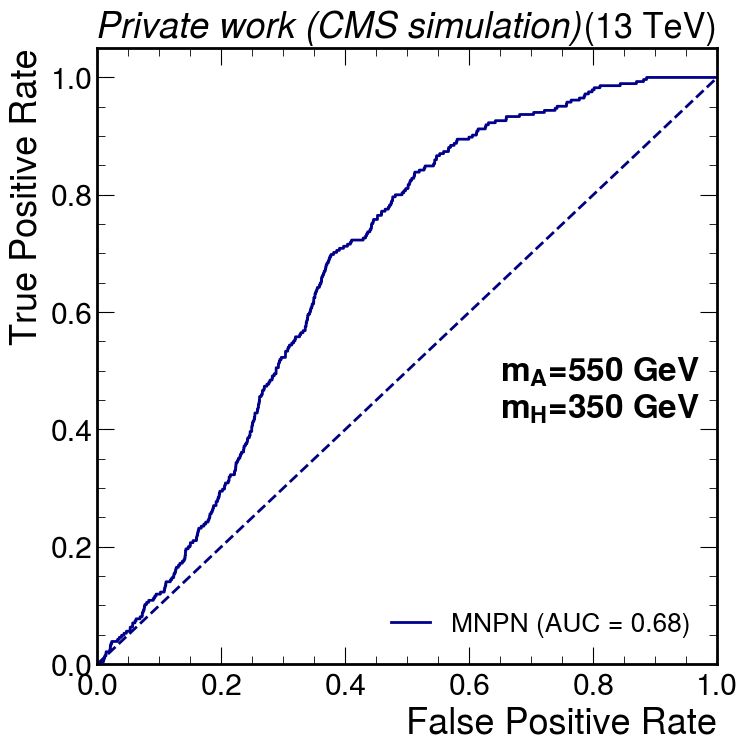 Private work (CMS simulation)(13 TeV)
True Positive Rate
1.0
0.8
0.6
0.4
0.2
0.0
m_A=550 GeV
m_H=350 GeV
MNPN (AUC = 0.68)
0.0 0.2 0.4 0.6 0.8 1.0
False Positive Rate